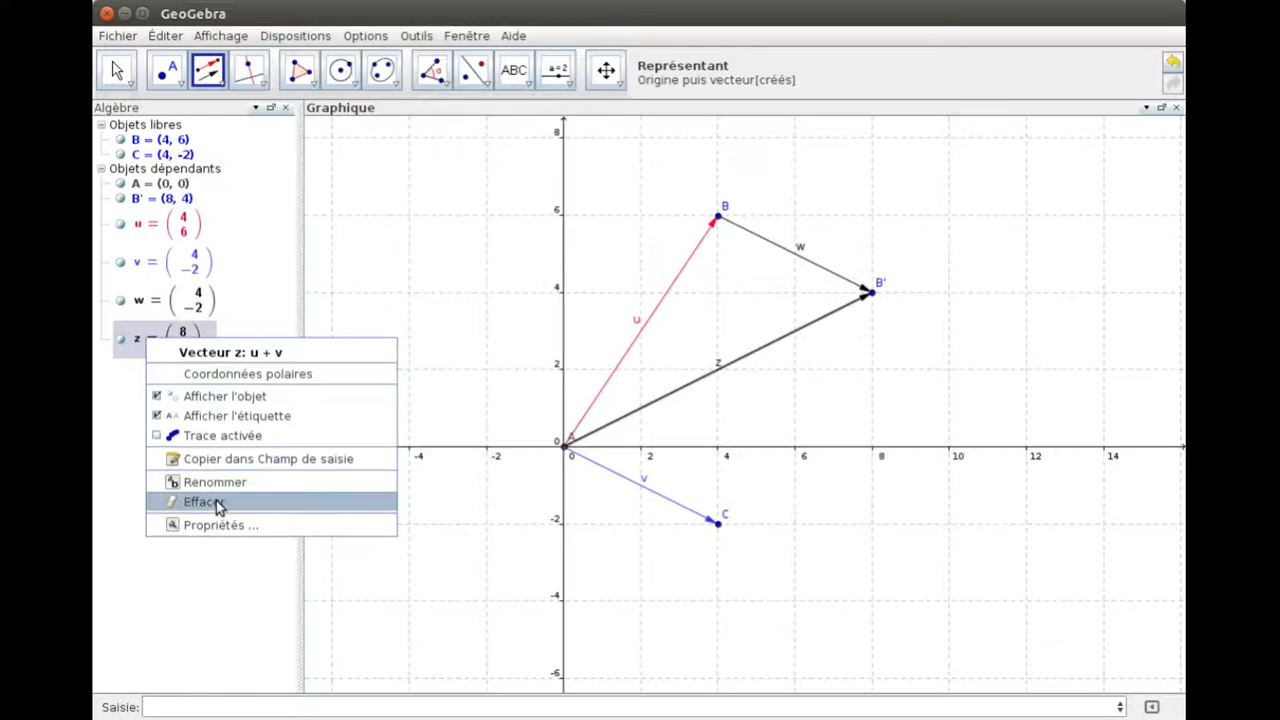 GeoGebra
Fichier Éditer Affichage Dispositions Options Outils Fenêtre Aide
A
ABC
a=2
Représentant
Origine puis vecteur[créés]
Algèbre
Graphique
Objets libres
B = (4, 6)
C = (4, -2)
Objets dépendants
A = (0, 0)
B' = (8, 4)
u = ( 4 6 )
v = ( 4 −2 )
w = ( 4 −2 )
z = ( 8
Vecteur z: u + v
Coordonnées polaires
Afficher l'objet
Afficher l'étiquette
Trace activée
Copier dans Champ de saisie
Renommer
Effacer
Propriétés ...
8
6
4
2
0
-2
-4
-6
-4 -2 0 2 4 6 8 10 12 14
B
w
B'
u
z
A
v
C
Saisie: